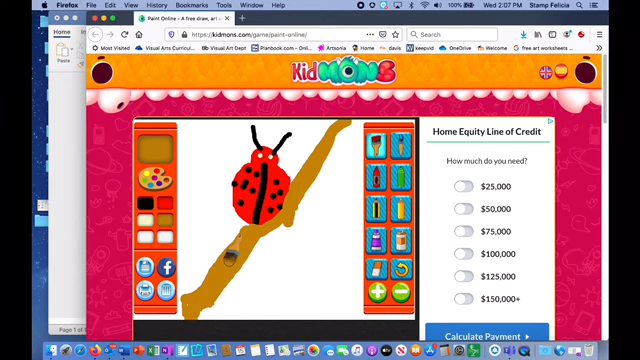 Firefox File Edit View History Bookmarks Tools Window Help 100% Wed 2:07 PM Stamp Felicia
Paint Online - A free draw, art a
Home
https://kidmons.com/game/paint-online/
Search
Most Visited Visual Arts Curricul... Bb Visual Art Dept Planbook.com - Onli... Artsonia mc davis keepvid OneDrive free art worksheets
Paste
KidMONS
Home Equity Line of Credit
How much do you need?
$25,000
$50,000
$75,000
$100,000
$125,000
$150,000+
Calculate Payment
Page 1 of 1